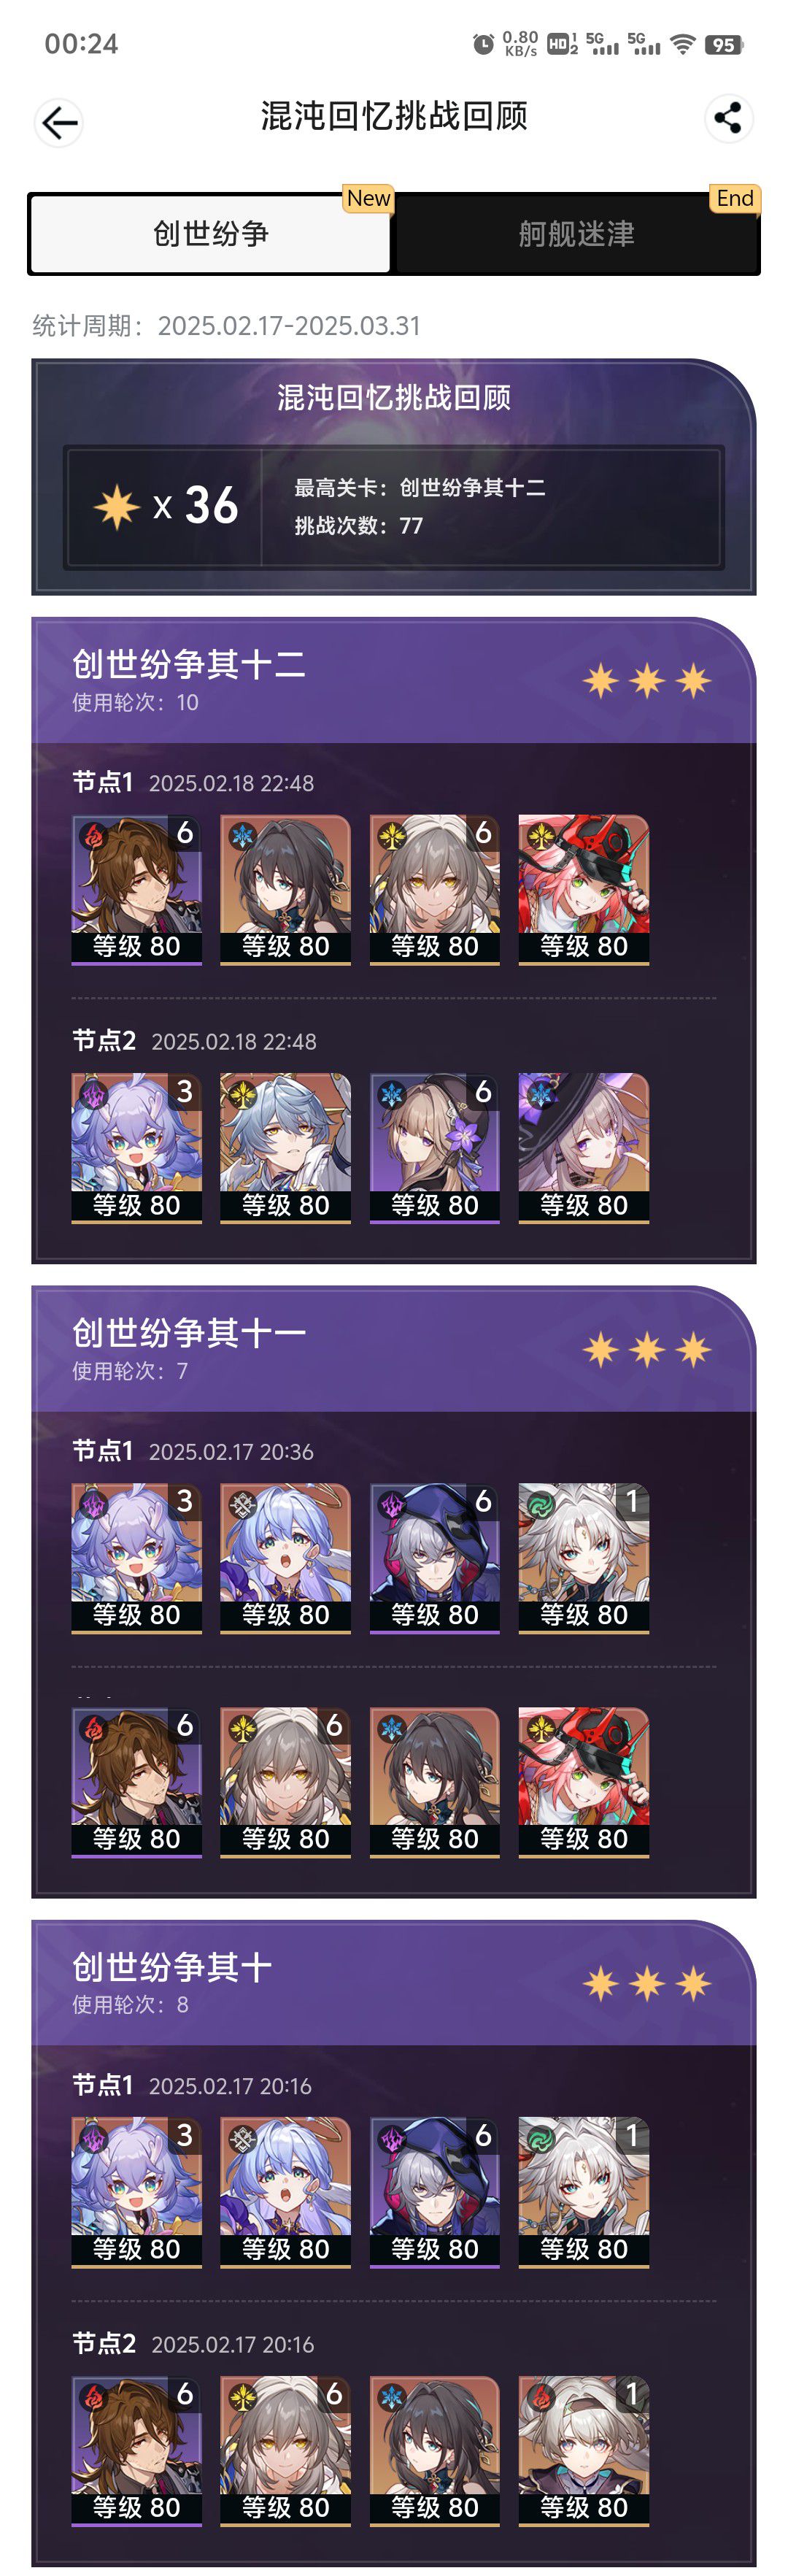 00:24
0.80 KB/s HD 1 2 5G 5G 95
混沌回忆挑战回顾
New End
创世纷争 舸舰迷津
统计周期：2025.02.17-2025.03.31
混沌回忆挑战回顾
x 36
最高关卡：创世纷争其十二
挑战次数：77
创世纷争其十二
使用轮次：10
节点1 2025.02.18 22:48
6 6
等级 80 等级 80 等级 80 等级 80
节点2 2025.02.18 22:48
3 6
等级 80 等级 80 等级 80 等级 80
创世纷争其十一
使用轮次：7
节点1 2025.02.17 20:36
3 6 1
等级 80 等级 80 等级 80 等级 80
6 6
等级 80 等级 80 等级 80 等级 80
创世纷争其十
使用轮次：8
节点1 2025.02.17 20:16
3 6 1
等级 80 等级 80 等级 80 等级 80
节点2 2025.02.17 20:16
6 6 1
等级 80 等级 80 等级 80 等级 80